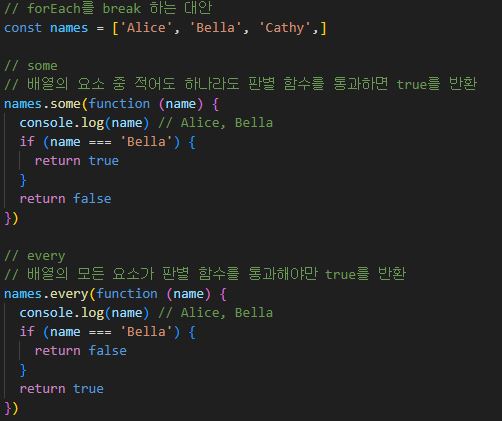 // forEach를 break 하는 대안
const names = ['Alice', 'Bella', 'Cathy',]
// some
// 배열의 요소 중 적어도 하나라도 판별 함수를 통과하면 true를 반환
names.some(function (name) {
console.log(name) // Alice, Bella
if (name === 'Bella') {
return true
}
return false
})
// every
// 배열의 모든 요소가 판별 함수를 통과해야만 true를 반환
names.every(function (name) {
console.log(name) // Alice, Bella
if (name === 'Bella') {
return false
}
return true
})